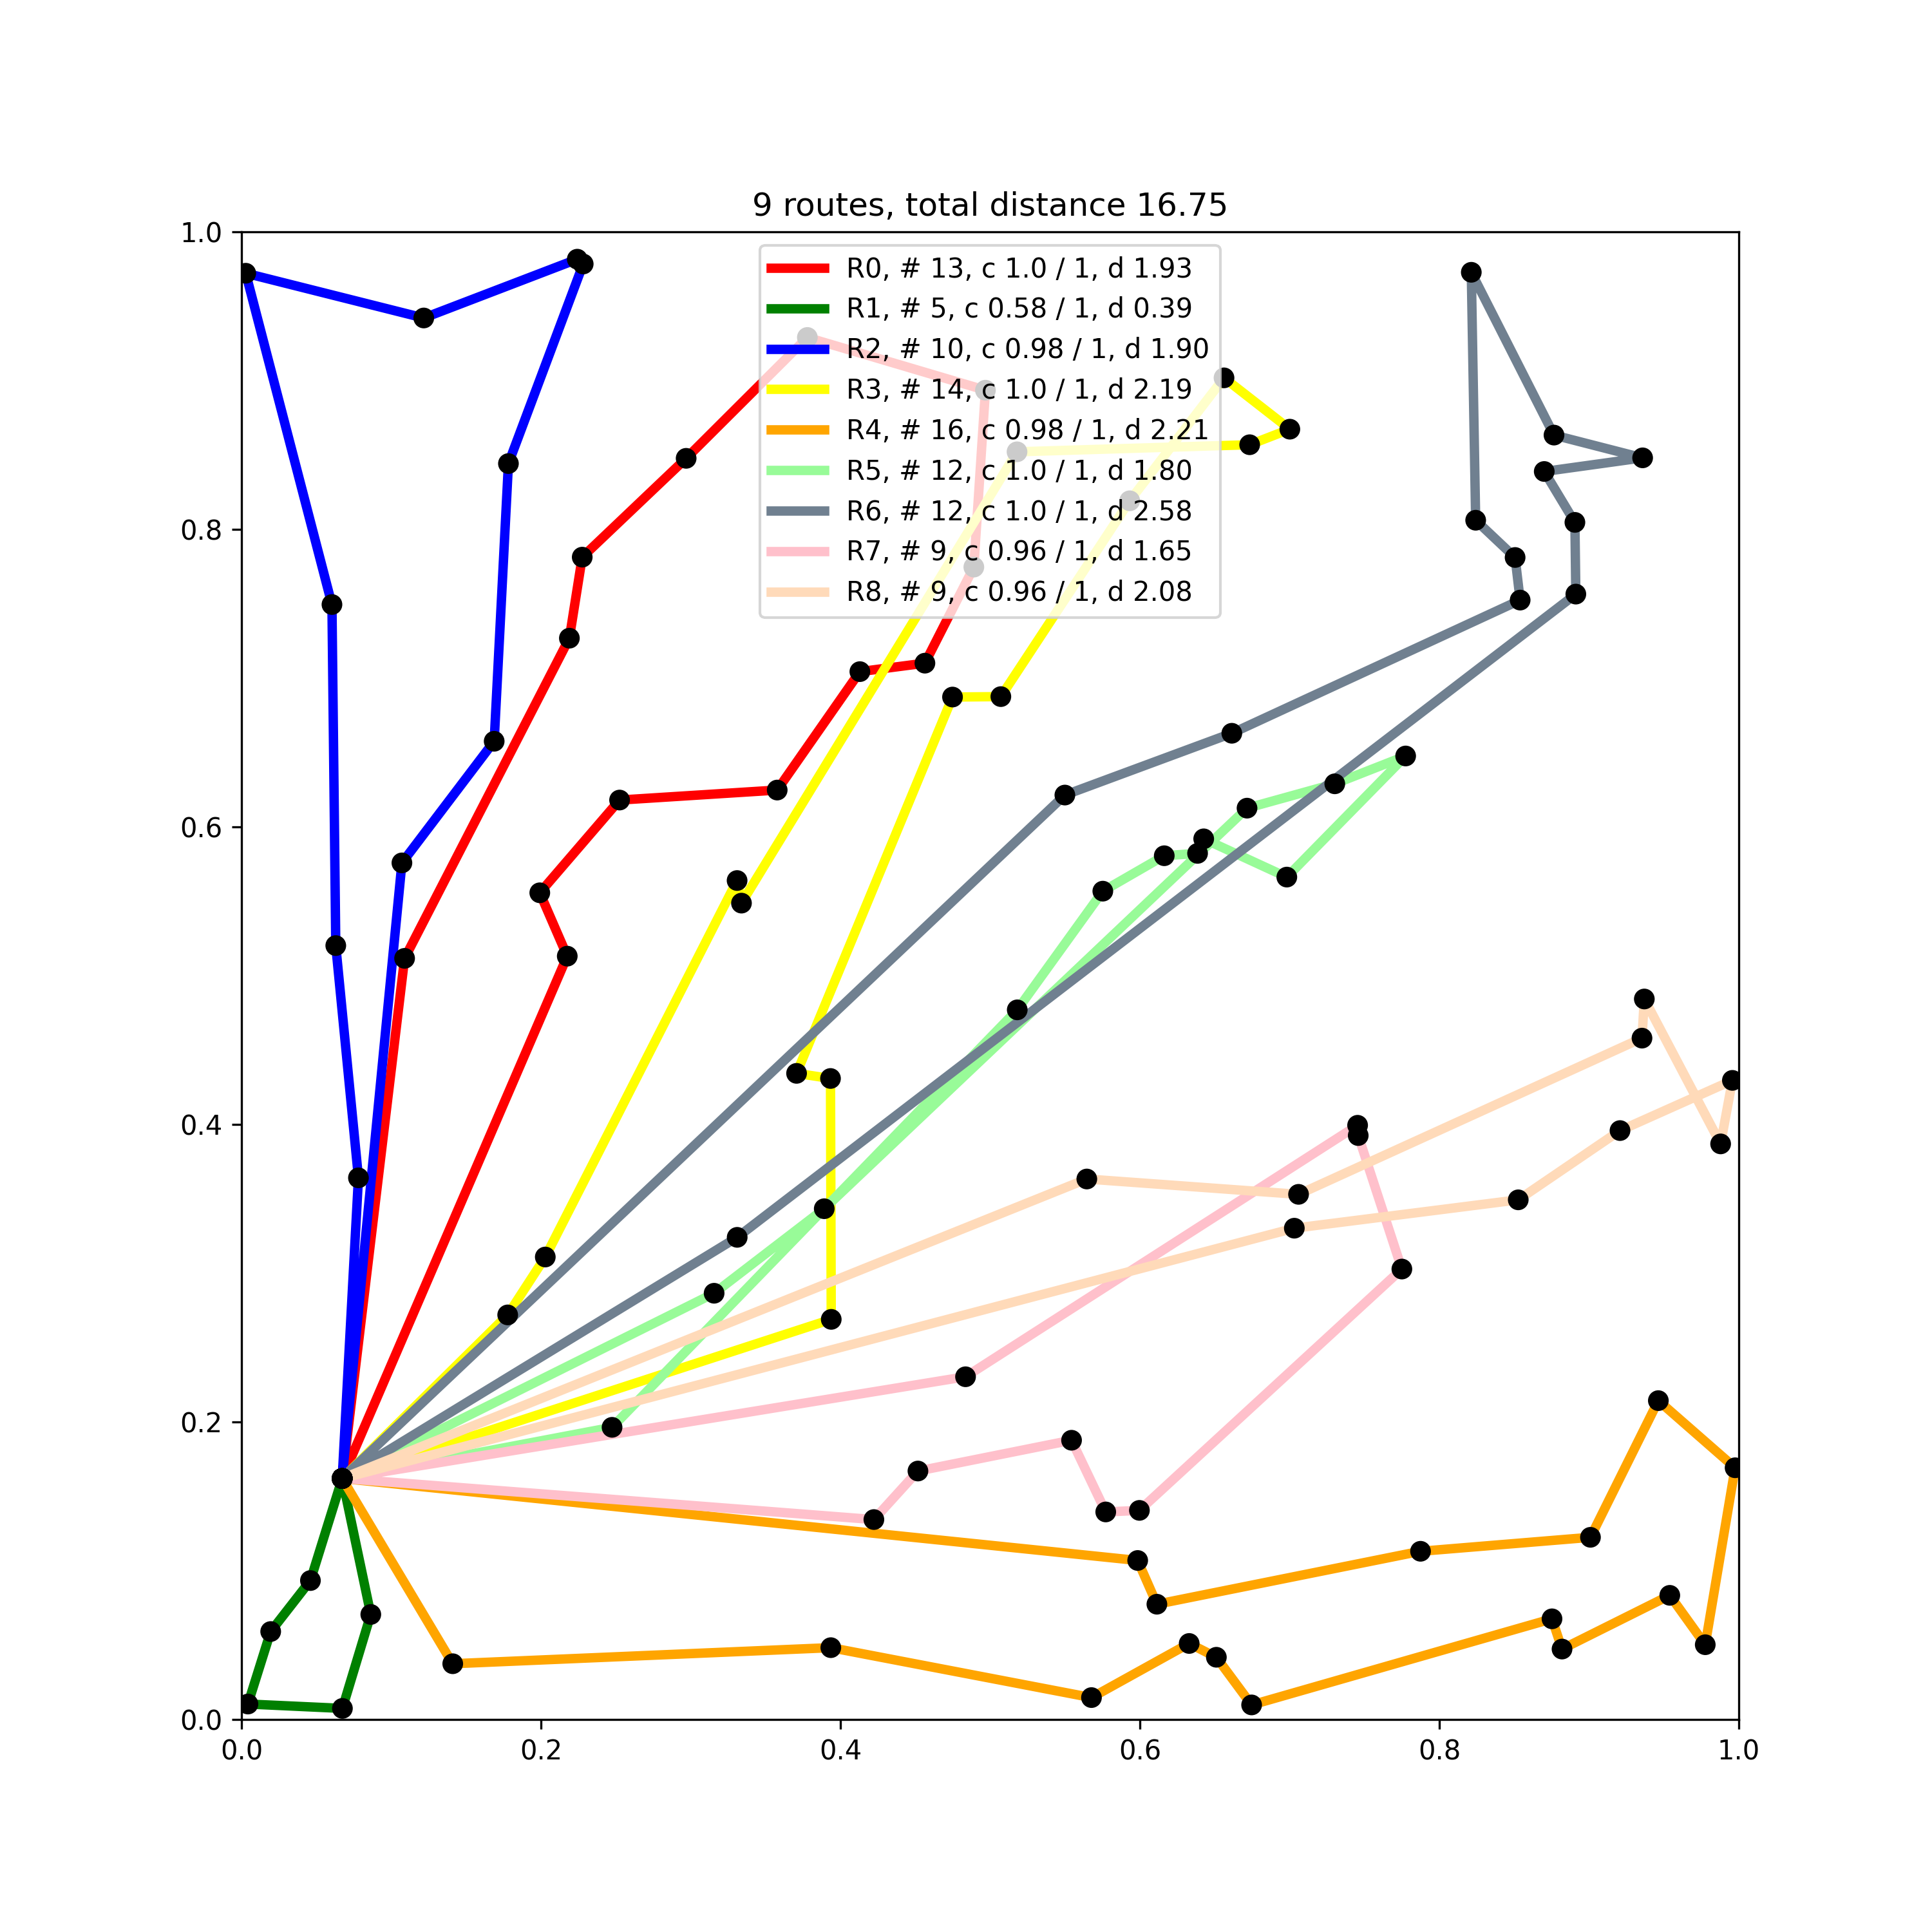 9 routes, total distance 16.75
1.0
0.8
0.6
0.4
0.2
0.0
R0, # 13, c 1.0 / 1, d 1.93
R1, # 5, c 0.58 / 1, d 0.39
R2, # 10, c 0.98 / 1, d 1.90
R3, # 14, c 1.0 / 1, d 2.19
R4, # 16, c 0.98 / 1, d 2.21
R5, # 12, c 1.0 / 1, d 1.80
R6, # 12, c 1.0 / 1, d 2.58
R7, # 9, c 0.96 / 1, d 1.65
R8, # 9, c 0.96 / 1, d 2.08
0.0 0.2 0.4 0.6 0.8 1.0